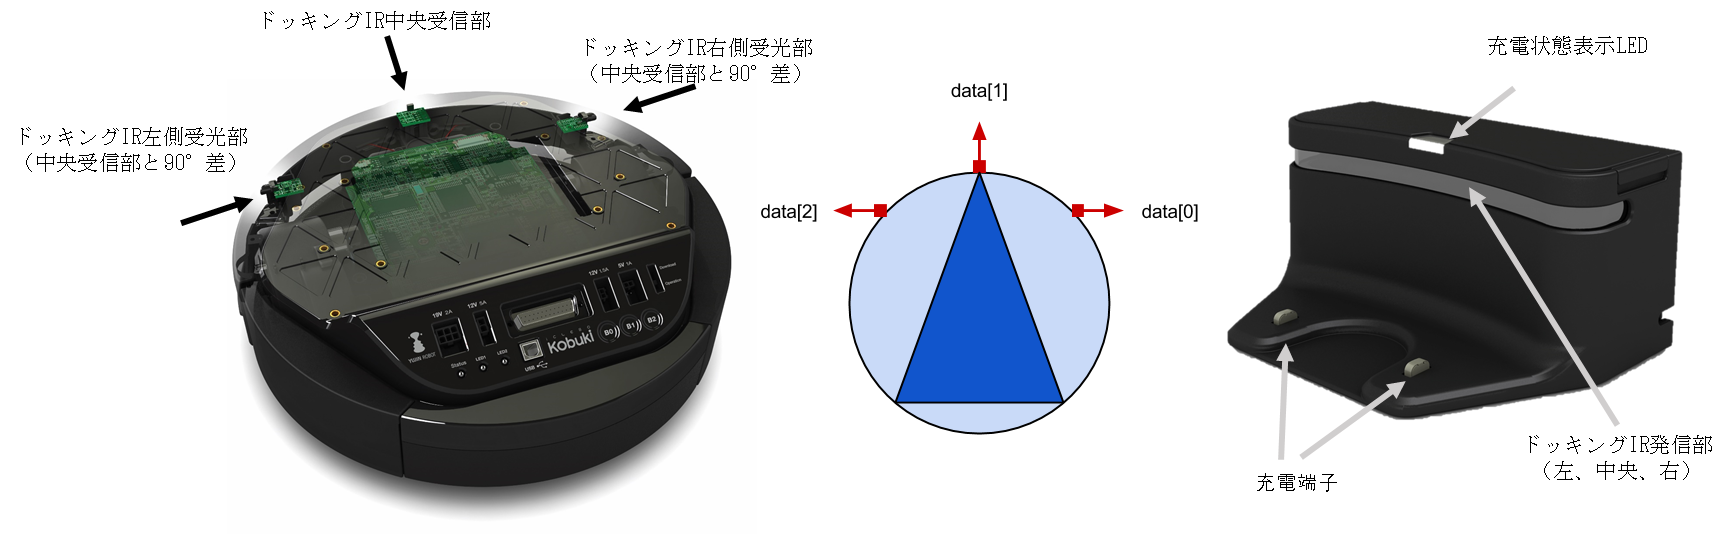 ドッキングIR中央受信部
ドッキングIR右側受光部
（中央受信部と90°差）
ドッキングIR左側受光部
（中央受信部と90°差）
19V 2A
12V 5A
12V 1.5A
5V 1A
YUJIN ROBOT
Status
LED1
LED2
USB
Kobuki
B0
B1
B2
data[1]
data[2]
data[0]
充電状態表示LED
ドッキングIR発信部
（左、中央、右）
充電端子